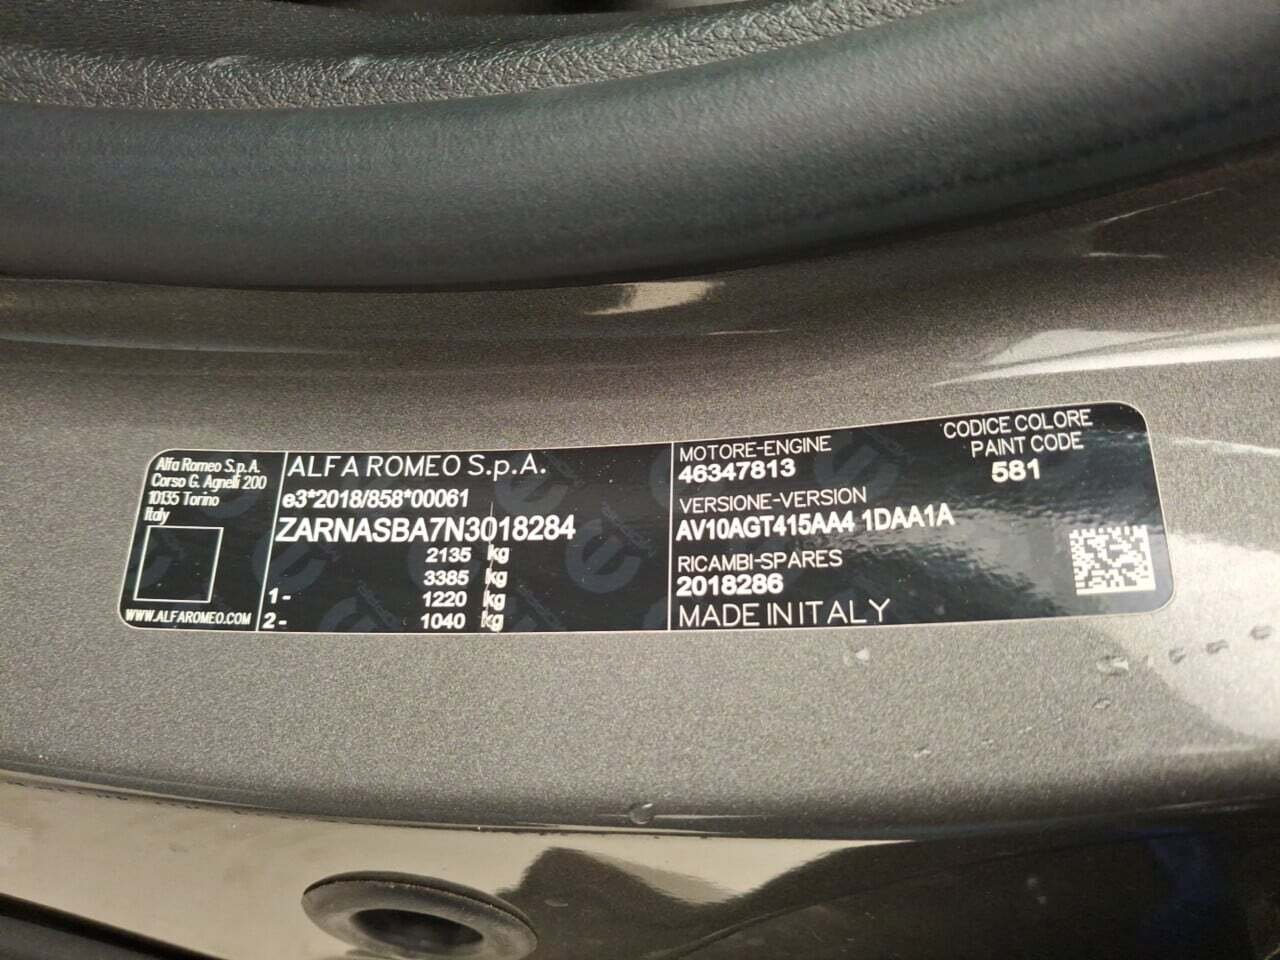 Alfa Romeo S.p.A.
Corso G. Agnelli 200
10135 Torino
Italy
WWW.ALFAROMEO.COM
ALFA ROMEO S.p.A.
e3*2018/858*00061
ZARNASBA7N3018284
2135 kg
3385 kg
1- 1220 kg
2- 1040 kg
MOTORE-ENGINE
46347813
VERSIONE-VERSION
AV10AGT415AA4 1DAA1A
RICAMBI-SPARES
2018286
MADE IN ITALY
CODICE COLORE
PAINT CODE
581